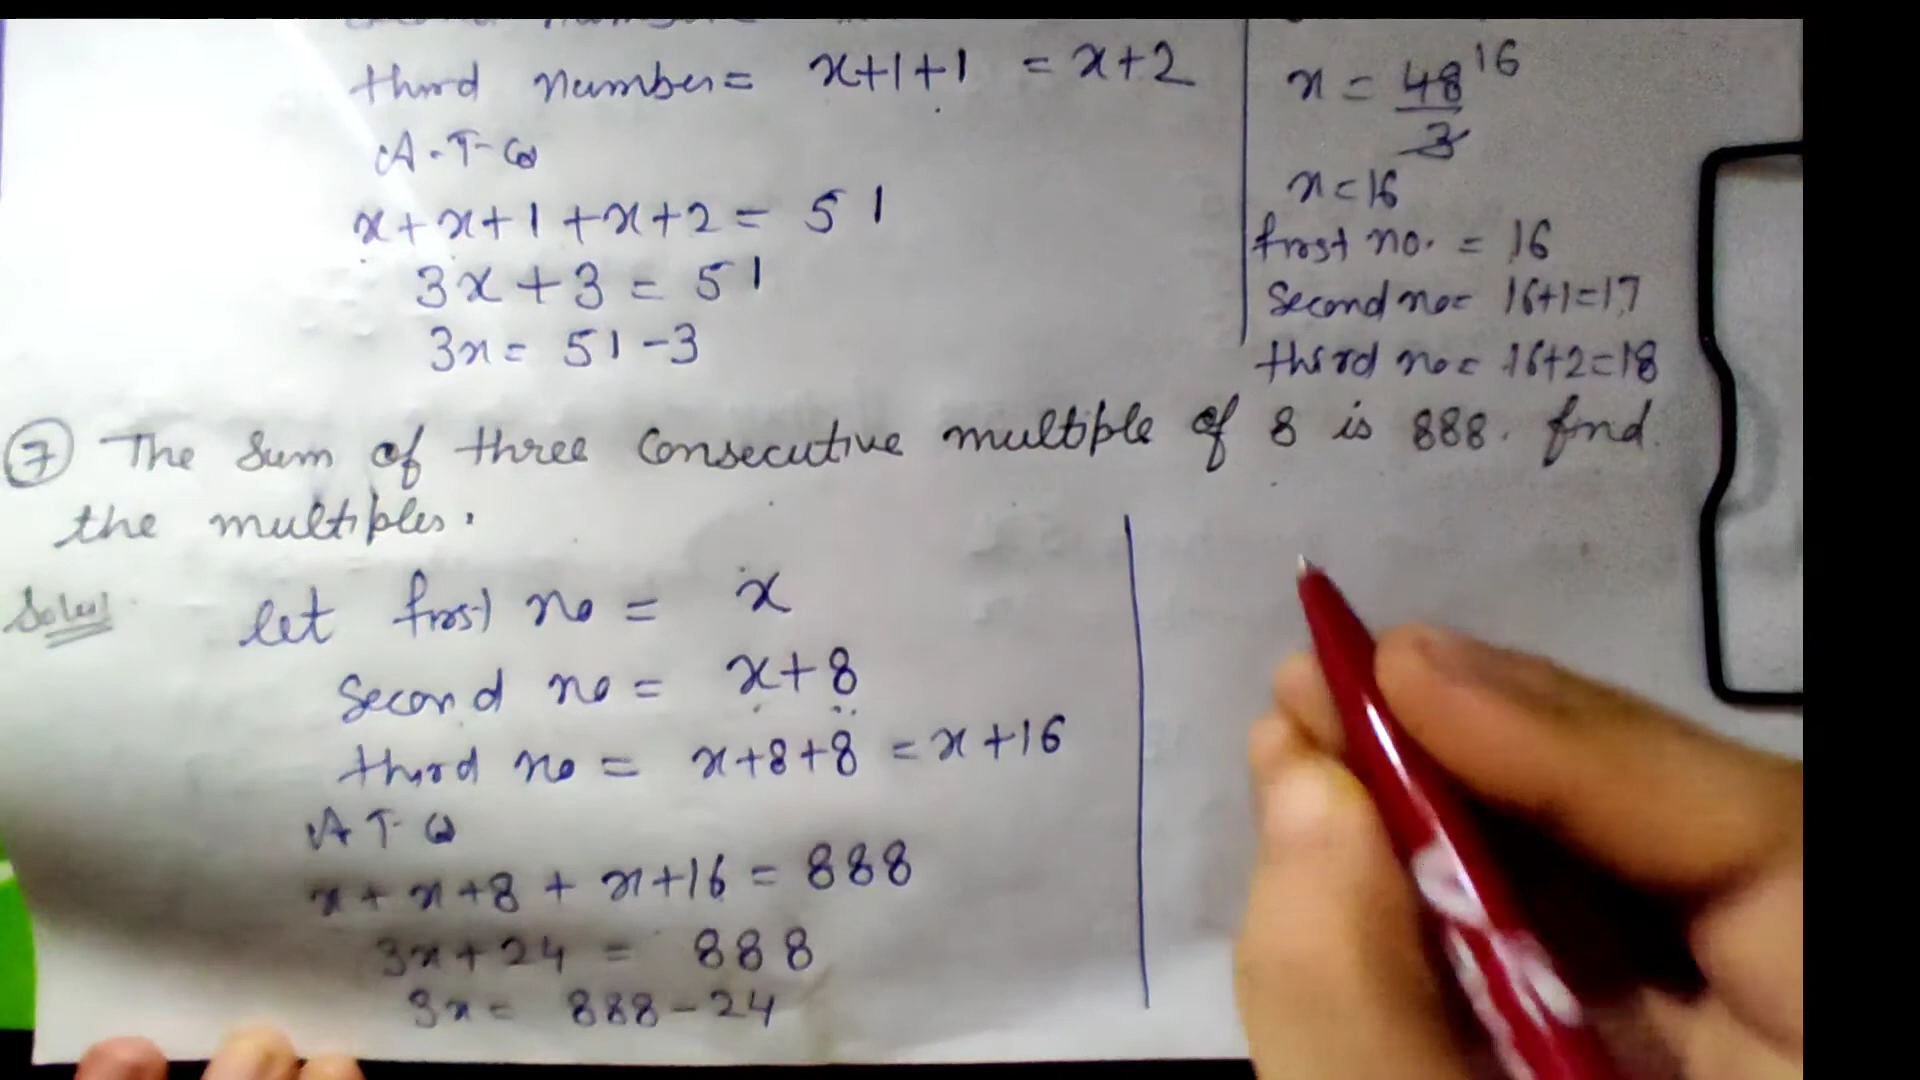 third number = x+1+1 = x+2
A.T.Q
x+x+1+x+2 = 51
3x+3 = 51
3x = 51-3
x = 48/3 16
x=16
first no. = 16
Second no = 16+1=17
third no = 16+2=18
⑦ The Sum of three Consecutive multiple of 8 is 888. find
the multiples.
let first no = x
Second no = x+8
third no = x+8+8 = x+16
A T. Q
x + x+8 + x+16 = 888
3x+24 = 888
3x = 888-24